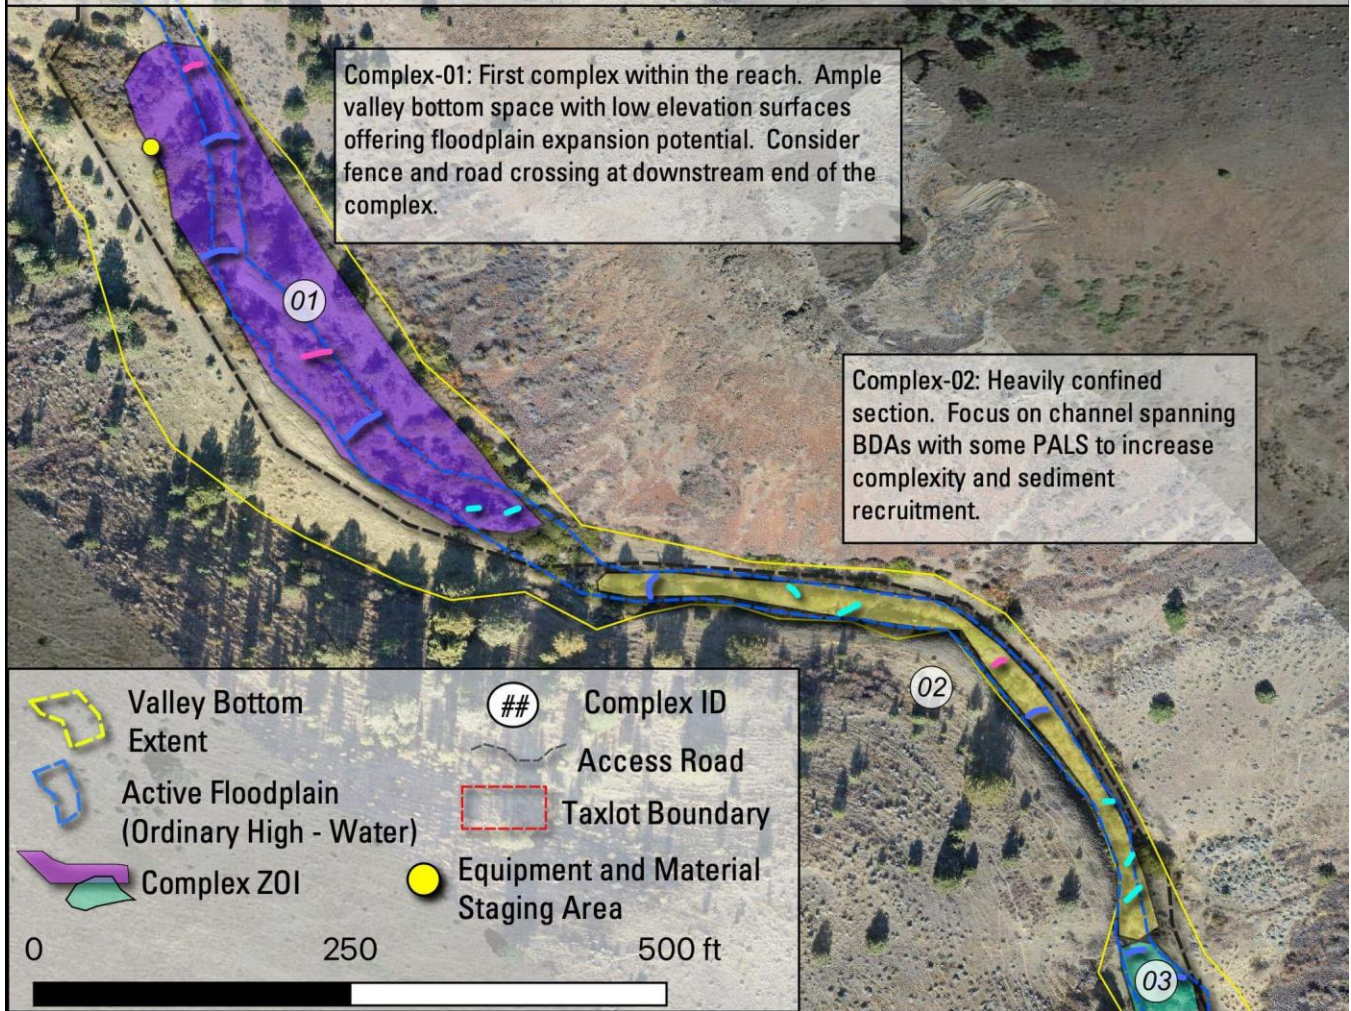 Complex-01: First complex within the reach. Ample
valley bottom space with low elevation surfaces
offering floodplain expansion potential. Consider
fence and road crossing at downstream end of the
complex.
01
Complex-02: Heavily confined
section. Focus on channel spanning
BDAs with some PALS to increase
complexity and sediment
recruitment.
02
03
Valley Bottom
Extent
Active Floodplain
(Ordinary High - Water)
Complex ZOI
## Complex ID
Access Road
Taxlot Boundary
Equipment and Material
Staging Area
0 250 500 ft